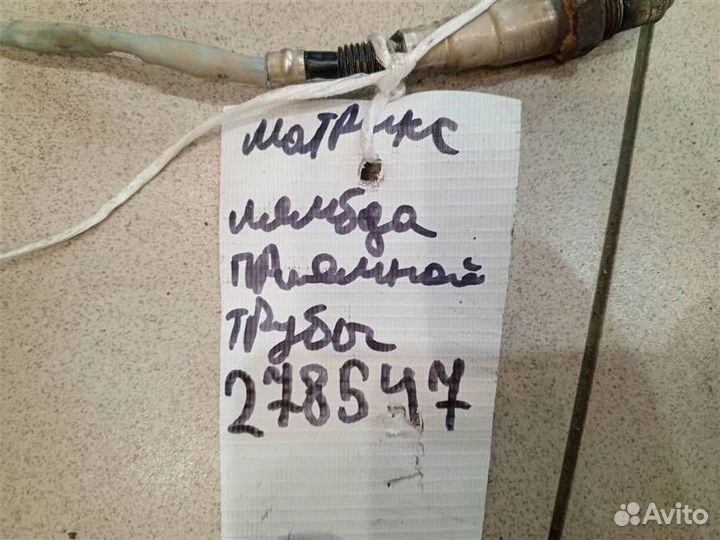 матрикс
лямбда
приемной
трубы
278547
Avito